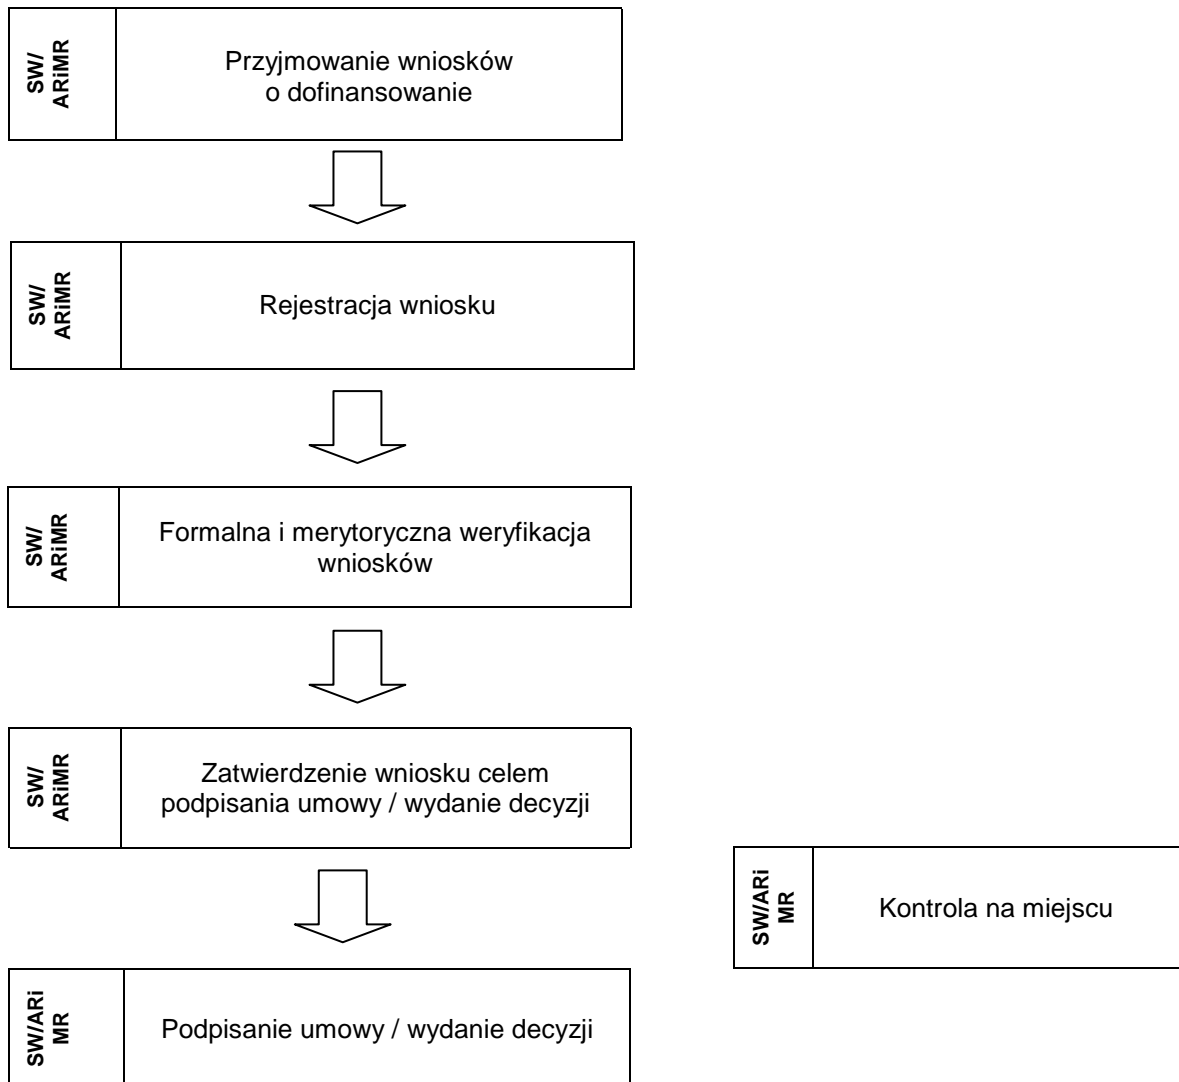 SW/
ARiMR
Przyjmowanie wniosków
o dofinansowanie
SW/
ARiMR
Rejestracja wniosku
SW/
ARiMR
Formalna i merytoryczna weryfikacja
wniosków
SW/
ARiMR
Zatwierdzenie wniosku celem
podpisania umowy / wydanie decyzji
SW/ARi
MR
Kontrola na miejscu
SW/ARi
MR
Podpisanie umowy / wydanie decyzji